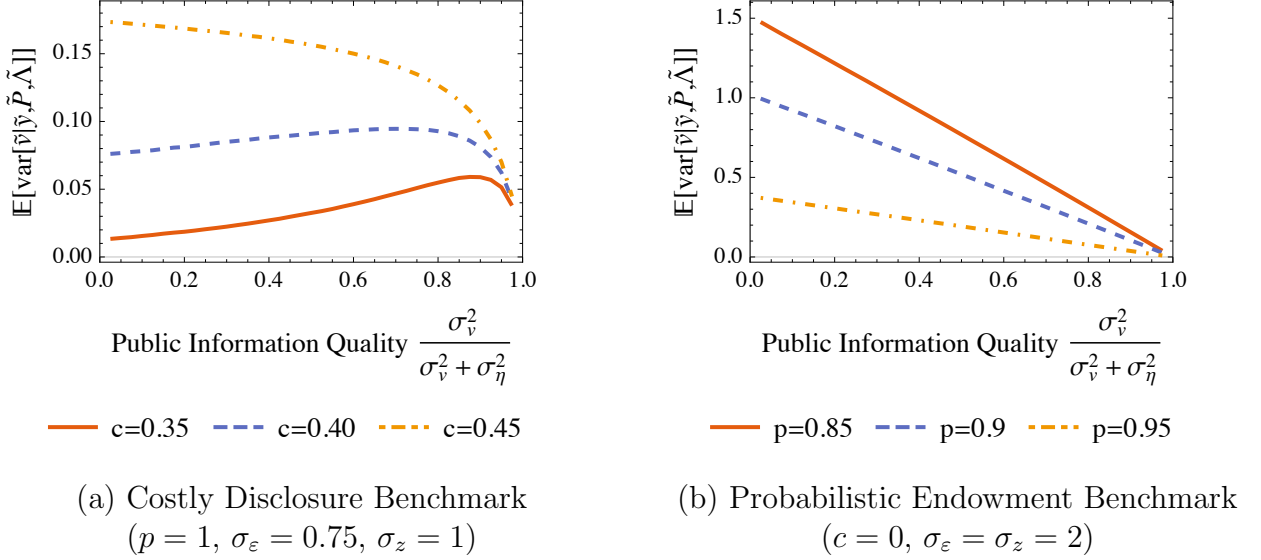 𝔼[var[ṽ|ỹ,P̃,Λ̃]]
0.15
0.10
0.05
0.00
0.0 0.2 0.4 0.6 0.8 1.0
Public Information Quality σ_v^2 / (σ_v^2 + σ_η^2)
c=0.35 c=0.40 c=0.45
(a) Costly Disclosure Benchmark
(p = 1, σ_ε = 0.75, σ_z = 1)
𝔼[var[ṽ|ỹ,P̃,Λ̃]]
1.5
1.0
0.5
0.0
0.0 0.2 0.4 0.6 0.8 1.0
Public Information Quality σ_v^2 / (σ_v^2 + σ_η^2)
p=0.85 p=0.9 p=0.95
(b) Probabilistic Endowment Benchmark
(c = 0, σ_ε = σ_z = 2)